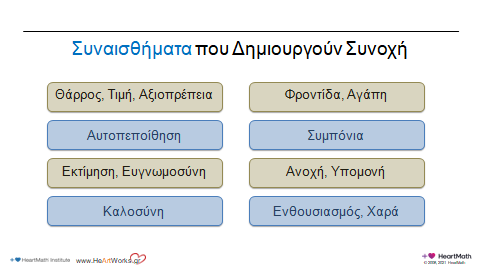 Συναισθήματα που Δημιουργούν Συνοχή
Θάρρος, Τιμή, Αξιοπρέπεια
Φροντίδα, Αγάπη
Αυτοπεποίθηση
Συμπόνια
Εκτίμηση, Ευγνωμοσύνη
Ανοχή, Υπομονή
Καλοσύνη
Ενθουσιασμός, Χαρά
HeartMath Institute
www.HeArtWorks.gr
HeartMath
HeartMath